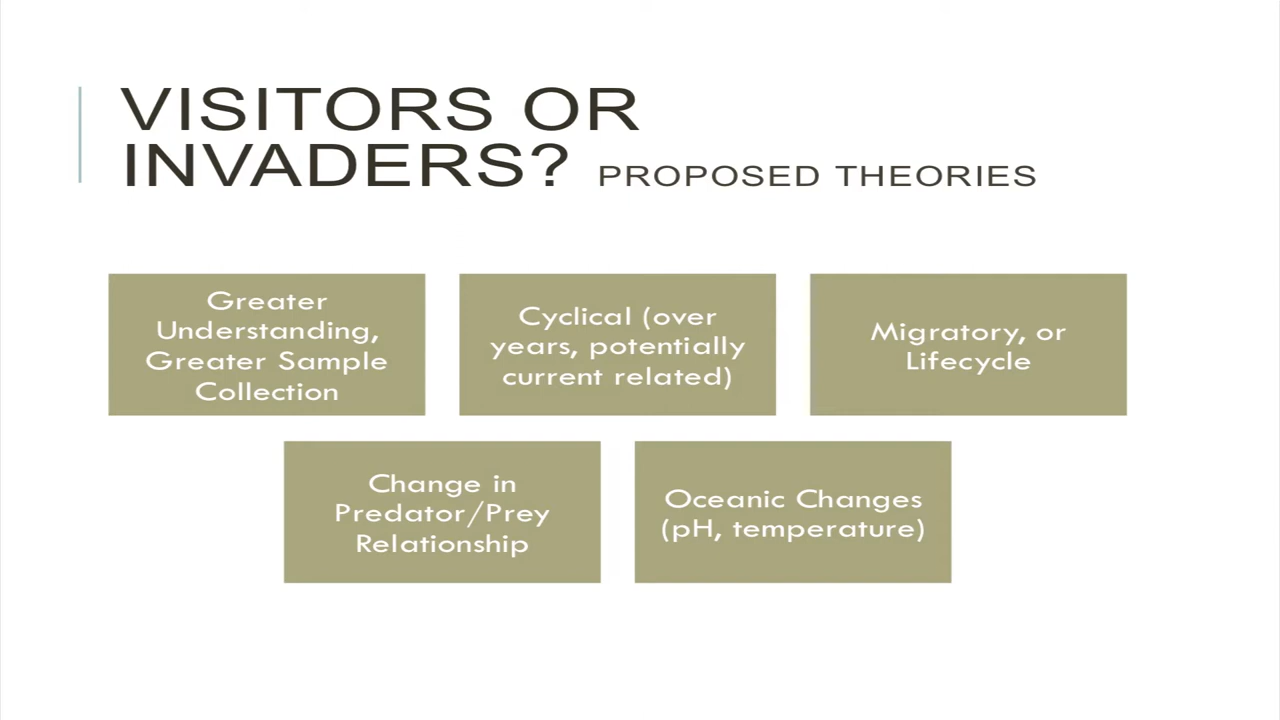 VISITORS OR
INVADERS? PROPOSED THEORIES
Greater
Understanding,
Greater Sample
Collection
Cyclical (over
years, potentially
current related)
Migratory, or
Lifecycle
Change in
Predator/Prey
Relationship
Oceanic Changes
(pH, temperature)